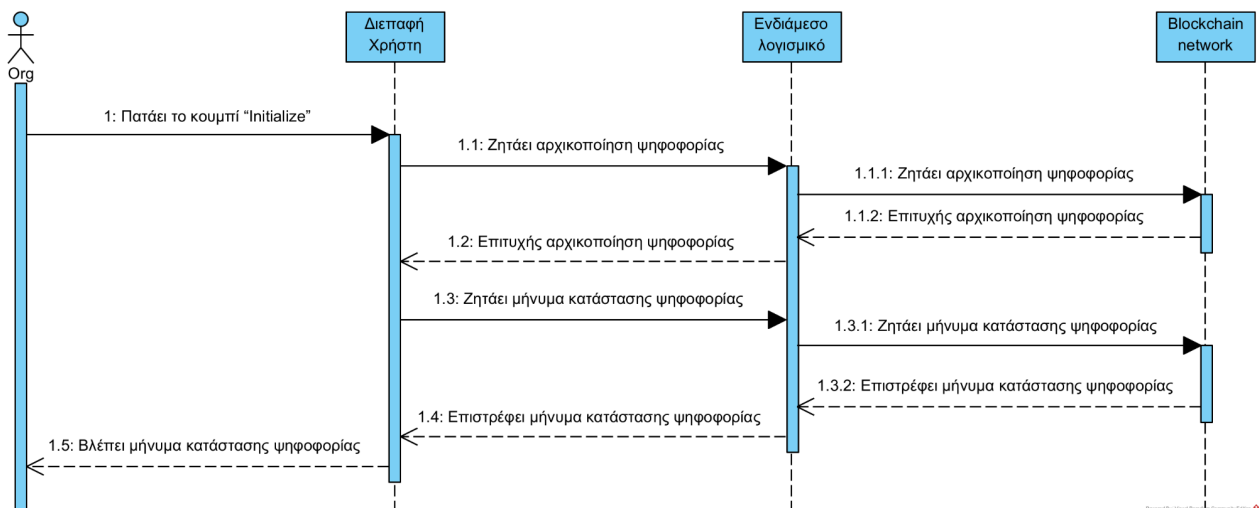 Org
Διεπαφή
Χρήστη
Ενδιάμεσο
λογισμικό
Blockchain
network
1: Πατάει το κουμπί “Initialize”
1.1: Ζητάει αρχικοποίηση ψηφοφορίας
1.1.1: Ζητάει αρχικοποίηση ψηφοφορίας
1.1.2: Επιτυχής αρχικοποίηση ψηφοφορίας
1.2: Επιτυχής αρχικοποίηση ψηφοφορίας
1.3: Ζητάει μήνυμα κατάστασης ψηφοφορίας
1.3.1: Ζητάει μήνυμα κατάστασης ψηφοφορίας
1.3.2: Επιστρέφει μήνυμα κατάστασης ψηφοφορίας
1.4: Επιστρέφει μήνυμα κατάστασης ψηφοφορίας
1.5: Βλέπει μήνυμα κατάστασης ψηφοφορίας